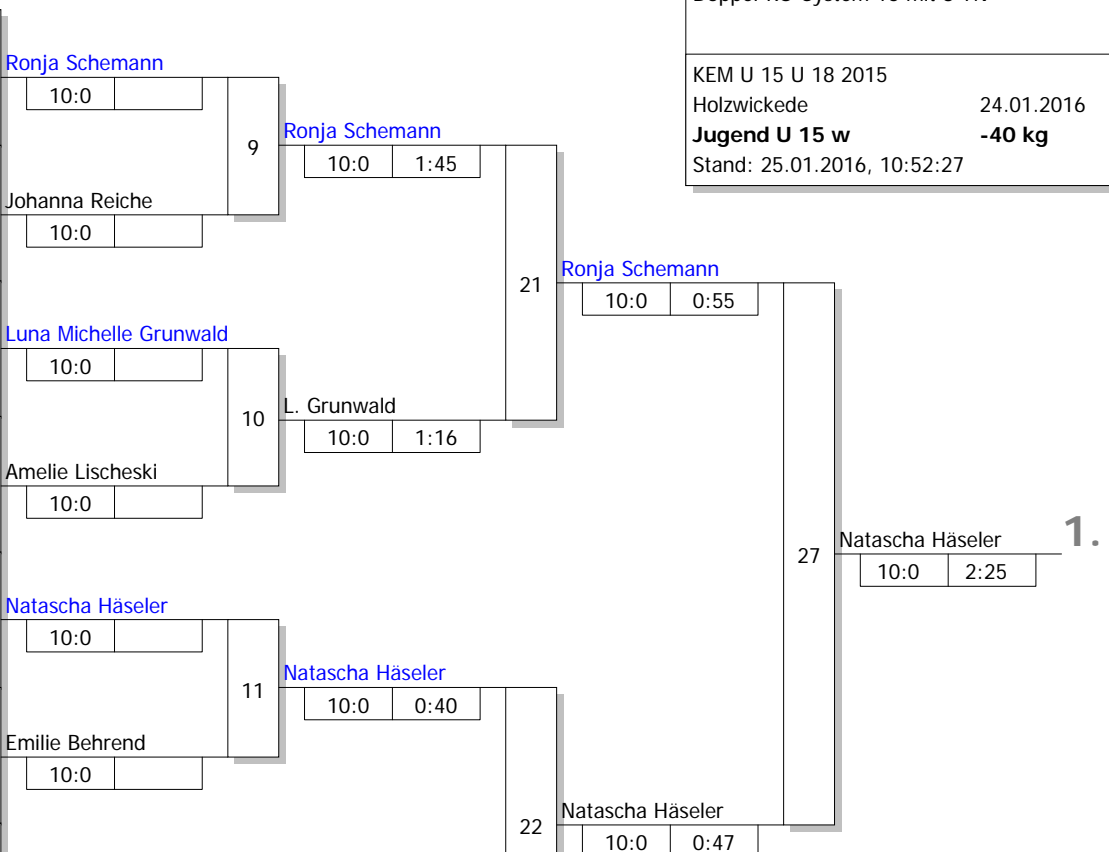 Doppel-KO-System 16 mit 8 TN
KEM U 15 U 18 2015
Holzwickede 24.01.2016
Jugend U 15 w -40 kg
Stand: 25.01.2016, 10:52:27
Ronja Schemann
10:0
9
Johanna Reiche
10:0
Ronja Schemann
10:0 1:45
Luna Michelle Grunwald
10:0
10
Amelie Lischeski
10:0
L. Grunwald
10:0 1:16
21
Ronja Schemann
10:0 0:55
Natascha Häseler
10:0
11
Emilie Behrend
10:0
Natascha Häseler
10:0 0:40
22
Natascha Häseler
10:0 0:47
27
Natascha Häseler 1.
10:0 2:25